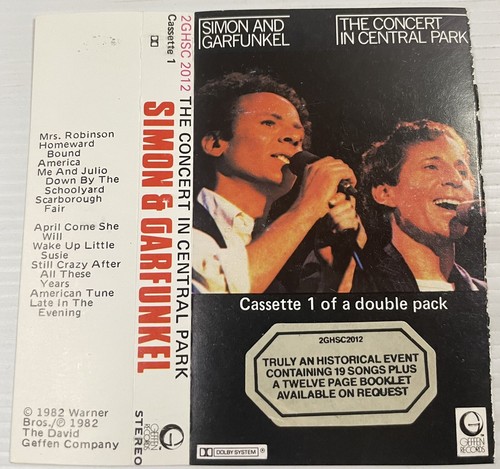 Mrs. Robinson
Homeward
Bound
America
Me And Julio
Down By The
Schoolyard
Scarborough
Fair
April Come She
Will
Wake Up Little
Susie
Still Crazy After
All These
Years
American Tune
Late In The
Evening
© 1982 Warner
Bros./℗ 1982
The David
Geffen Company
Cassette 1
2GHSC 2012 THE CONCERT IN CENTRAL PARK
SIMON & GARFUNKEL
STEREO
GEFFEN
RECORDS
SIMON AND
GARFUNKEL
THE CONCERT
IN CENTRAL PARK
Cassette 1 of a double pack
2GHSC2012
TRULY AN HISTORICAL EVENT
CONTAINING 19 SONGS PLUS
A TWELVE PAGE BOOKLET
AVAILABLE ON REQUEST
DOLBY SYSTEM ®
GEFFEN
RECORDS